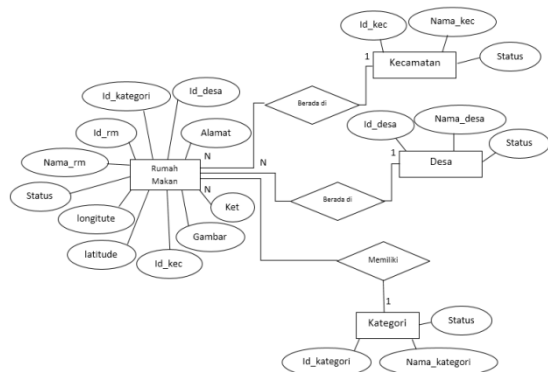 Id_kec
Nama_kec
Status
Kecamatan
1
Berada di
Id_kategori
Id_desa
Id_rm
Alamat
Nama_rm
Rumah
Makan
Status
longitute
latitude
Id_kec
Gambar
Ket
N
N
N
Id_desa
Nama_desa
Status
1
Desa
Berada di
Memiliki
1
Kategori
Status
Id_kategori
Nama_kategori